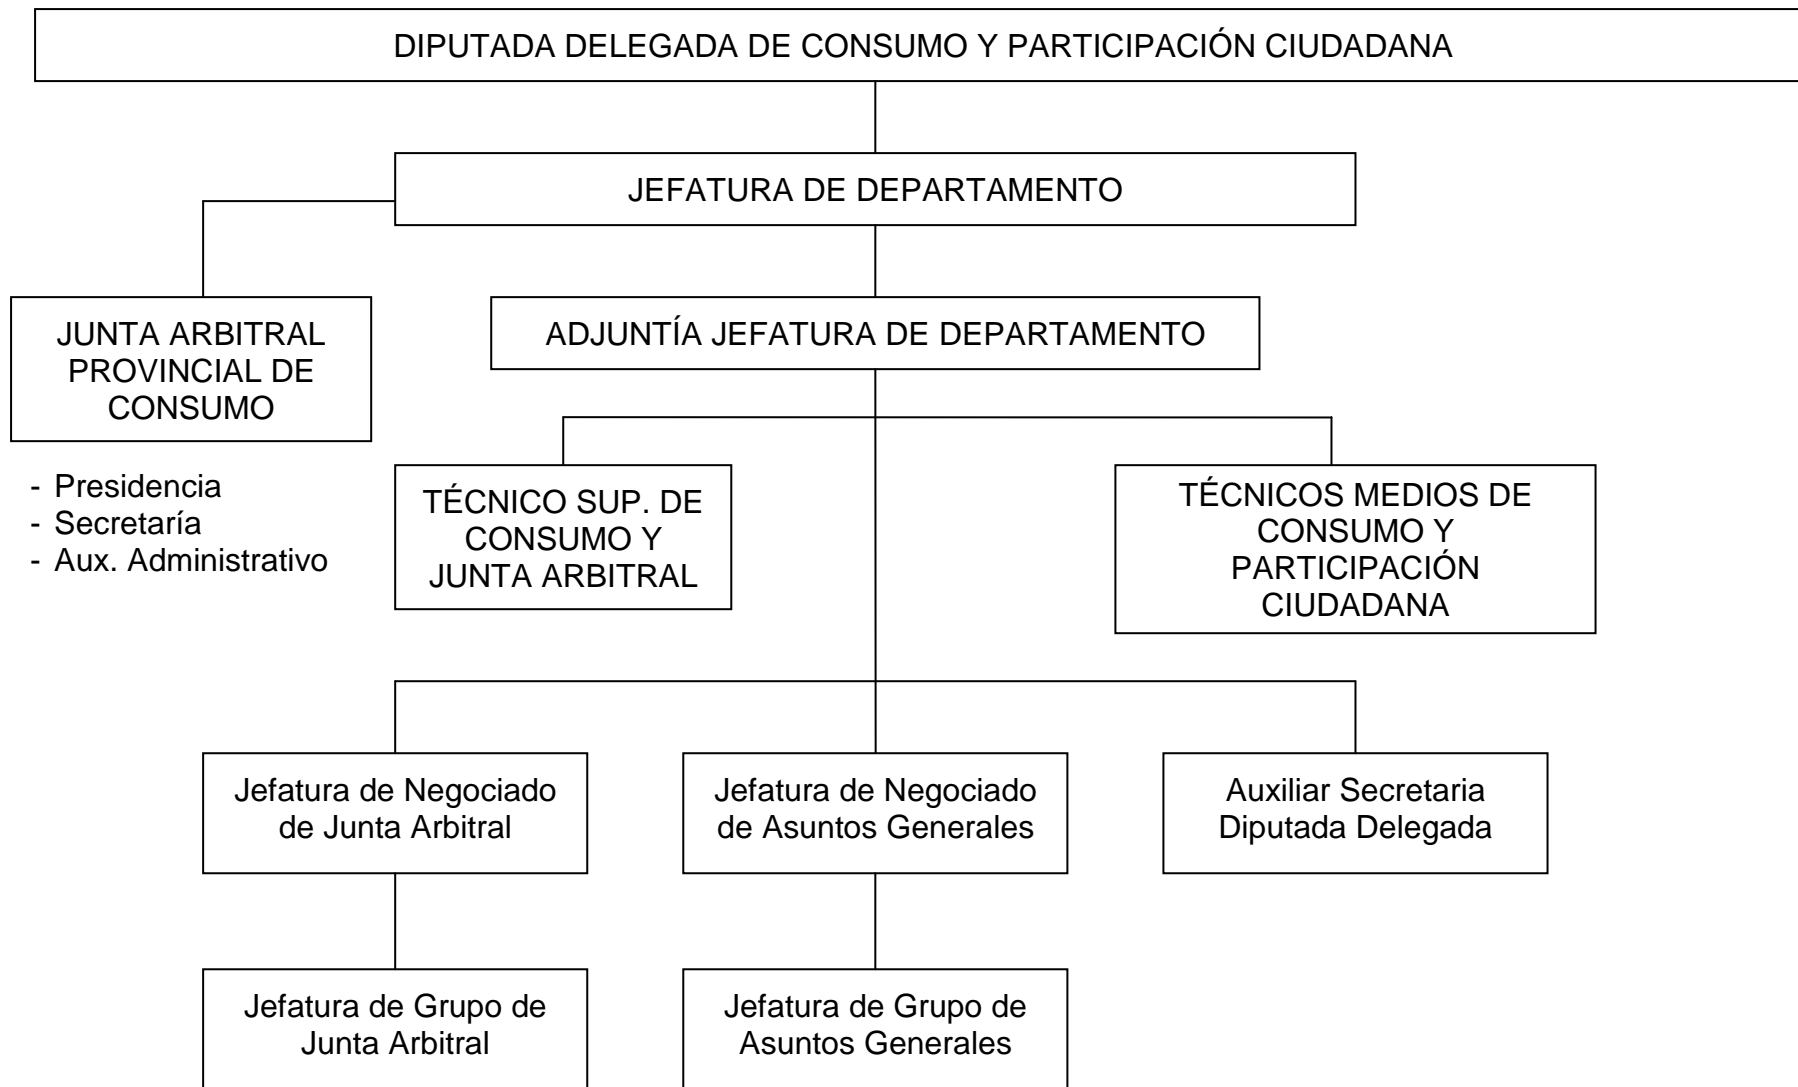 DIPUTADA DELEGADA DE CONSUMO Y PARTICIPACIÓN CIUDADANA
JEFATURA DE DEPARTAMENTO
JUNTA ARBITRAL
PROVINCIAL DE
CONSUMO
ADJUNTÍA JEFATURA DE DEPARTAMENTO
- Presidencia
- Secretaría
- Aux. Administrativo
TÉCNICO SUP. DE
CONSUMO Y
JUNTA ARBITRAL
TÉCNICOS MEDIOS DE
CONSUMO Y
PARTICIPACIÓN
CIUDADANA
Jefatura de Negociado
de Junta Arbitral
Jefatura de Negociado
de Asuntos Generales
Auxiliar Secretaria
Diputada Delegada
Jefatura de Grupo de
Junta Arbitral
Jefatura de Grupo de
Asuntos Generales